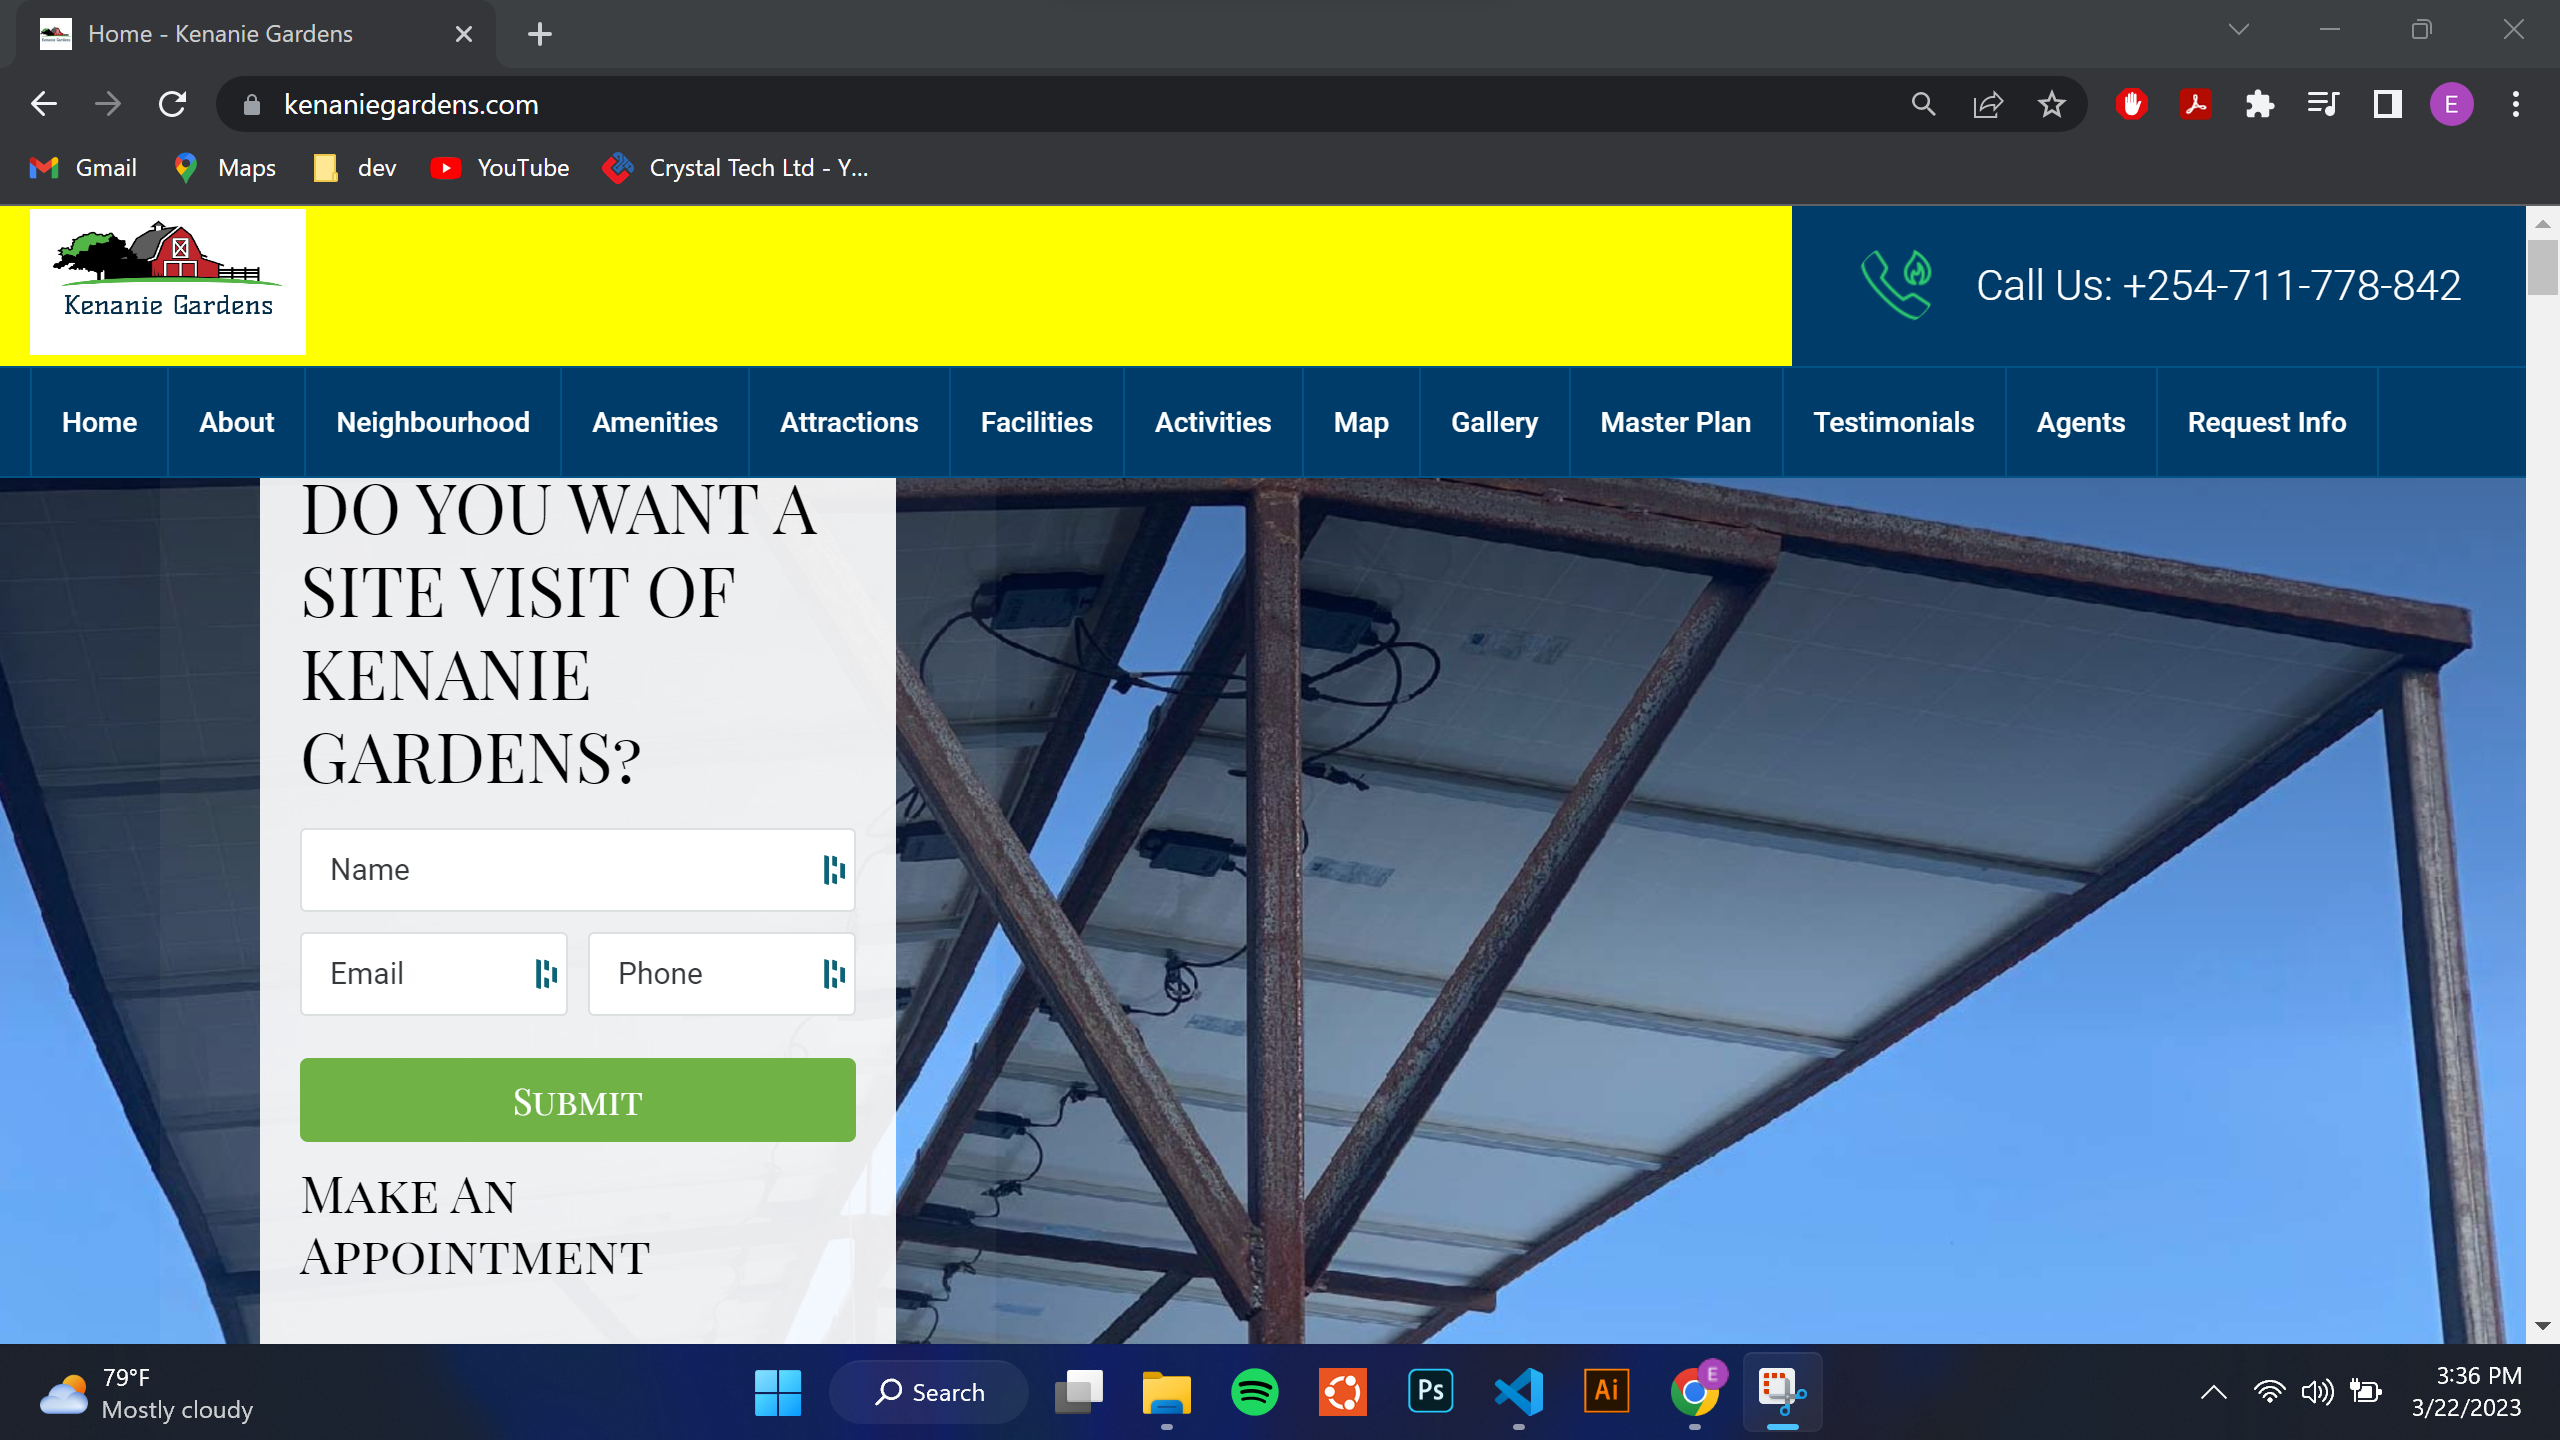 Home - Kenanie Gardens
kenaniegardens.com
E
Gmail
Maps
dev
YouTube
Crystal Tech Ltd - Y...
Kenanie Gardens
Call Us: +254-711-778-842
Home
About
Neighbourhood
Amenities
Attractions
Facilities
Activities
Map
Gallery
Master Plan
Testimonials
Agents
Request Info
DO YOU WANT A
SITE VISIT OF
KENANIE
GARDENS?
Name
Email
Phone
SUBMIT
MAKE AN
APPOINTMENT
79°F
Mostly cloudy
Search
Ps
Ai
E
3:36 PM
3/22/2023